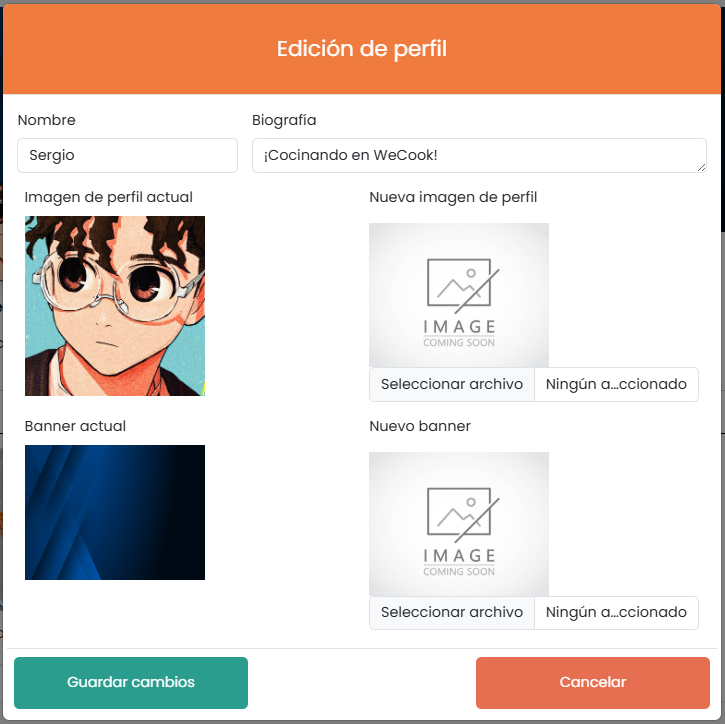 Edición de perfil
Nombre
Biografía
Sergio
¡Cocinando en WeCook!
Imagen de perfil actual
Nueva imagen de perfil
IMAGE
COMING SOON
Seleccionar archivo
Ningún a...ccionado
Banner actual
Nuevo banner
IMAGE
COMING SOON
Seleccionar archivo
Ningún a...ccionado
Guardar cambios
Cancelar